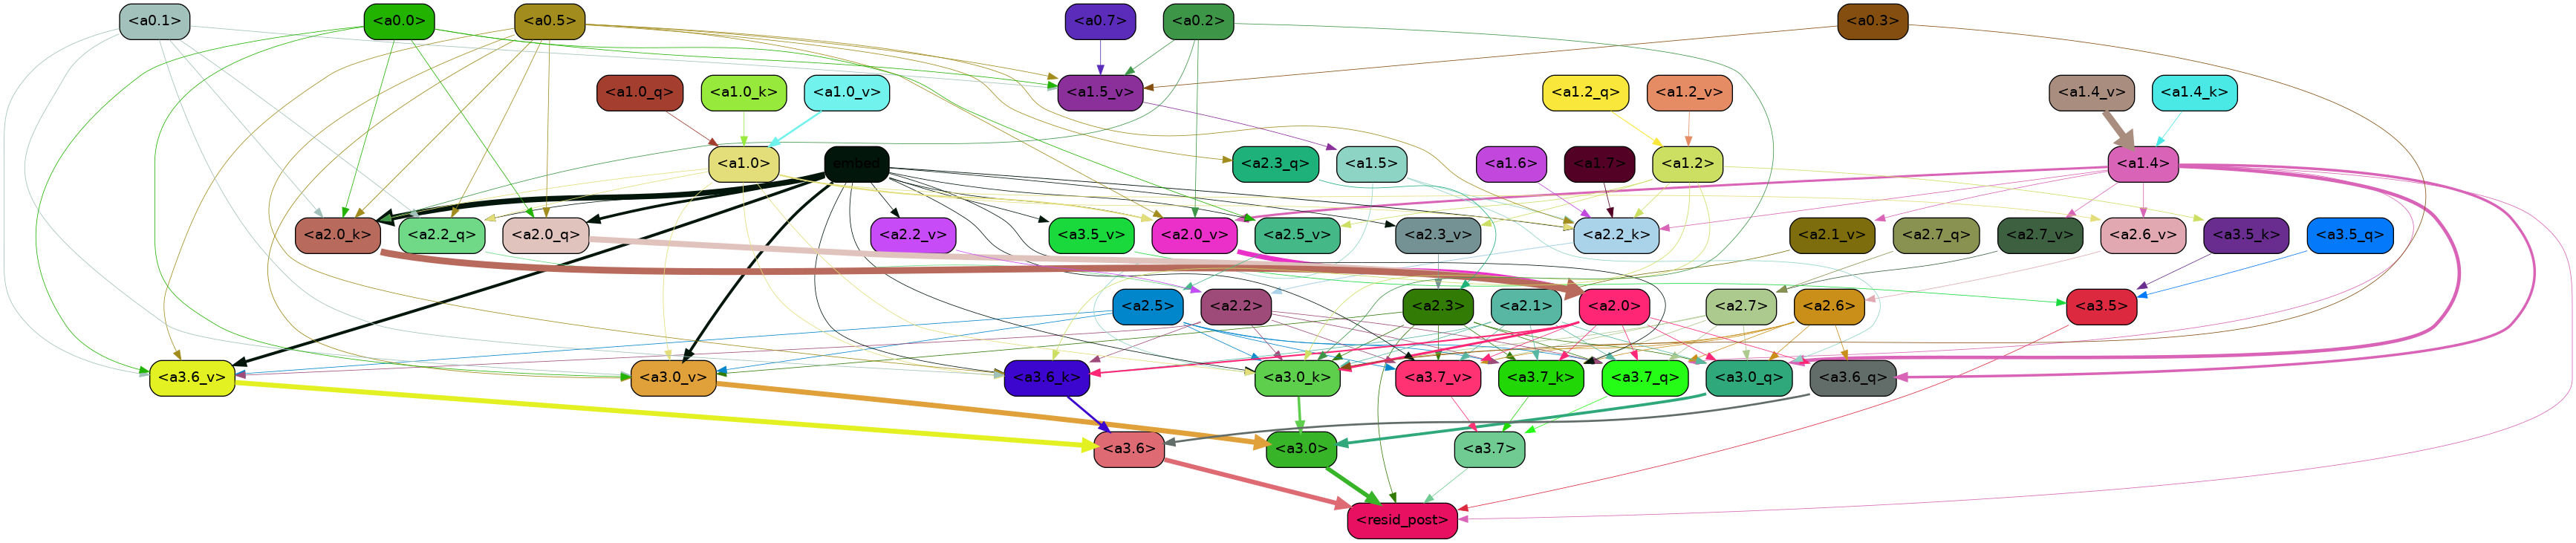 <a0.1> <a0.0> <a0.5> <a0.7> <a0.2> <a0.3>
<a1.0_q> <a1.0_k> <a1.0_v> <a1.5_v> <a1.2_q> <a1.2_v> <a1.4_v> <a1.4_k>
<a1.0> embed <a2.3_q> <a1.5> <a1.6> <a1.7> <a1.2> <a1.4>
<a2.0_k> <a2.2_q> <a2.0_q> <a2.2_v> <a3.5_v> <a2.0_v> <a2.5_v> <a2.3_v> <a2.2_k> <a2.1_v> <a2.7_q> <a2.7_v> <a2.6_v> <a3.5_k> <a3.5_q>
<a2.5> <a2.2> <a2.3> <a2.1> <a2.0> <a2.7> <a2.6> <a3.5>
<a3.6_v> <a3.0_v> <a3.6_k> <a3.0_k> <a3.7_v> <a3.7_k> <a3.7_q> <a3.0_q> <a3.6_q>
<a3.6> <a3.0> <a3.7>
<resid_post>